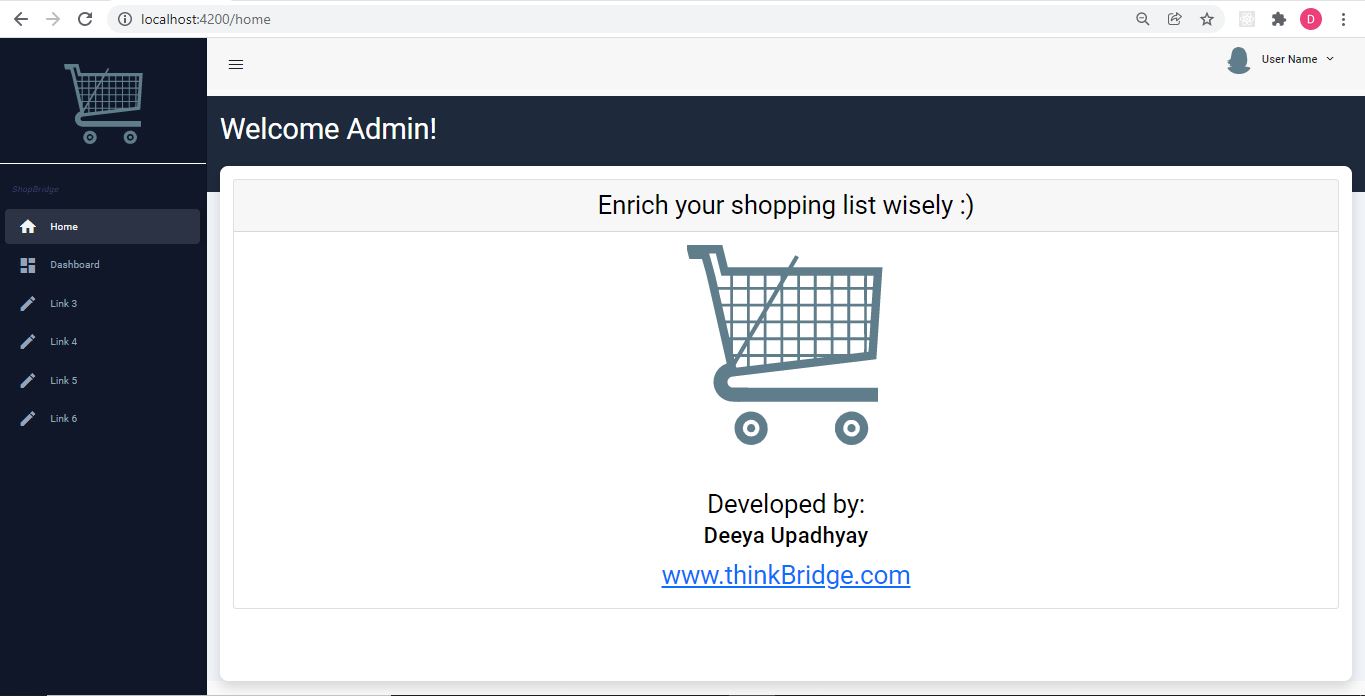 localhost:4200/home
D
User Name
Welcome Admin!
ShopBridge
Home
Dashboard
Link 3
Link 4
Link 5
Link 6
Enrich your shopping list wisely :)
Developed by:
Deeya Upadhyay
www.thinkBridge.com